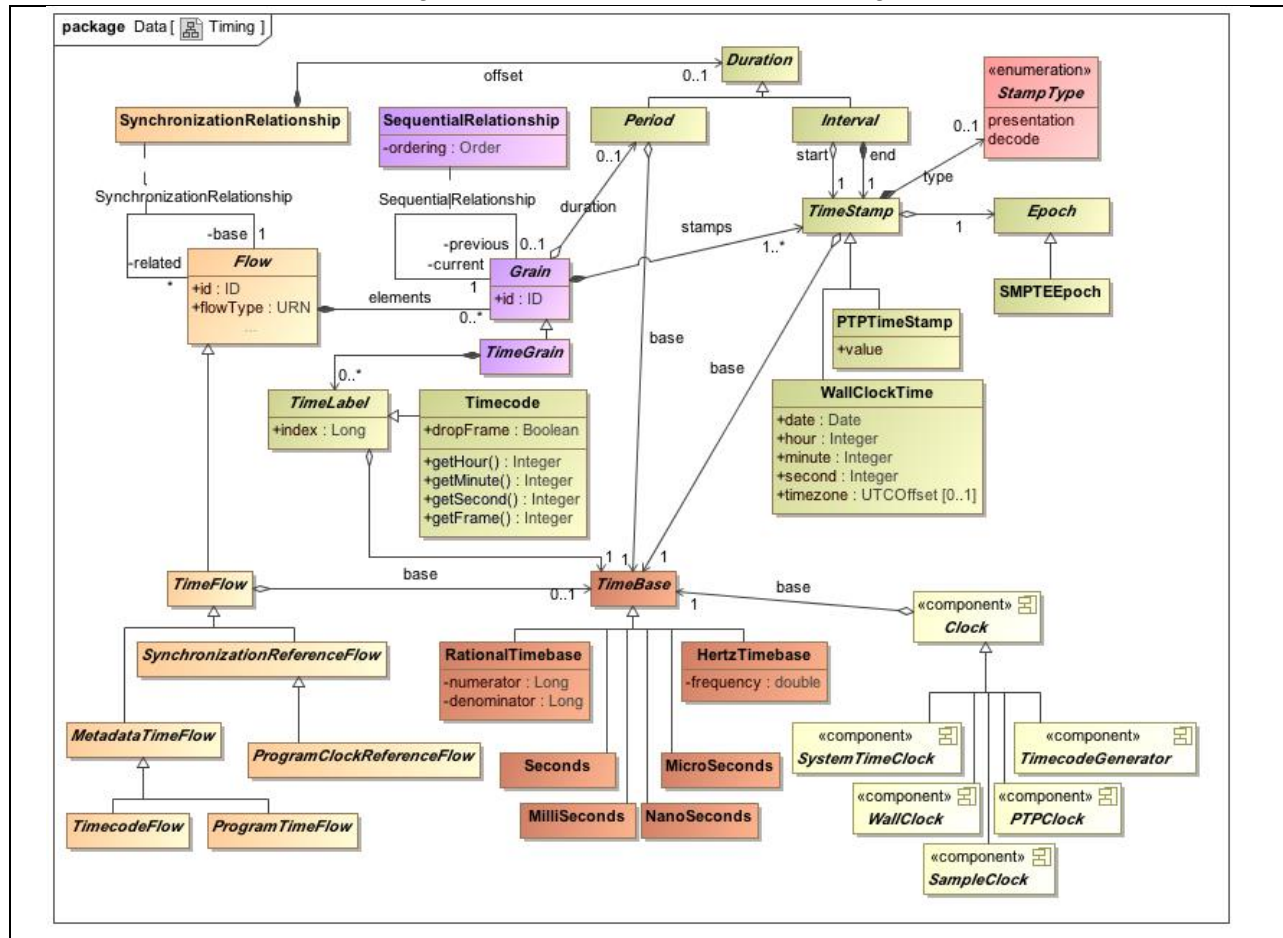 package Data [ Timing ]
Duration
0..1
offset
«enumeration»
StampType
presentation
decode
SynchronizationRelationship
SequentialRelationship
-ordering : Order
Period
Interval
0..1
0..1
start
end
type
1
1
SynchronizationRelationship
SequentialRelationship
duration
TimeStamp
Epoch
1
stamps
1..*
-base 1
-related
*
-previous 0..1
-current
1
Flow
+id : ID
+flowType : URN
...
elements
0..*
Grain
+id : ID
SMPTEEpoch
PTPTimeStamp
+value
base
base
TimeGrain
0..*
TimeLabel
+index : Long
Timecode
+dropFrame : Boolean
+getHour() : Integer
+getMinute() : Integer
+getSecond() : Integer
+getFrame() : Integer
WallClockTime
+date : Date
+hour : Integer
+minute : Integer
+second : Integer
+timezone : UTCOffset [0..1]
1
1
1
TimeFlow
base
0..1
TimeBase
1
base
«component»
Clock
SynchronizationReferenceFlow
RationalTimebase
-numerator : Long
-denominator : Long
HertzTimebase
-frequency : double
MetadataTimeFlow
ProgramClockReferenceFlow
Seconds
MicroSeconds
«component»
SystemTimeClock
«component»
TimecodeGenerator
TimecodeFlow
ProgramTimeFlow
MilliSeconds
NanoSeconds
«component»
WallClock
«component»
PTPClock
«component»
SampleClock